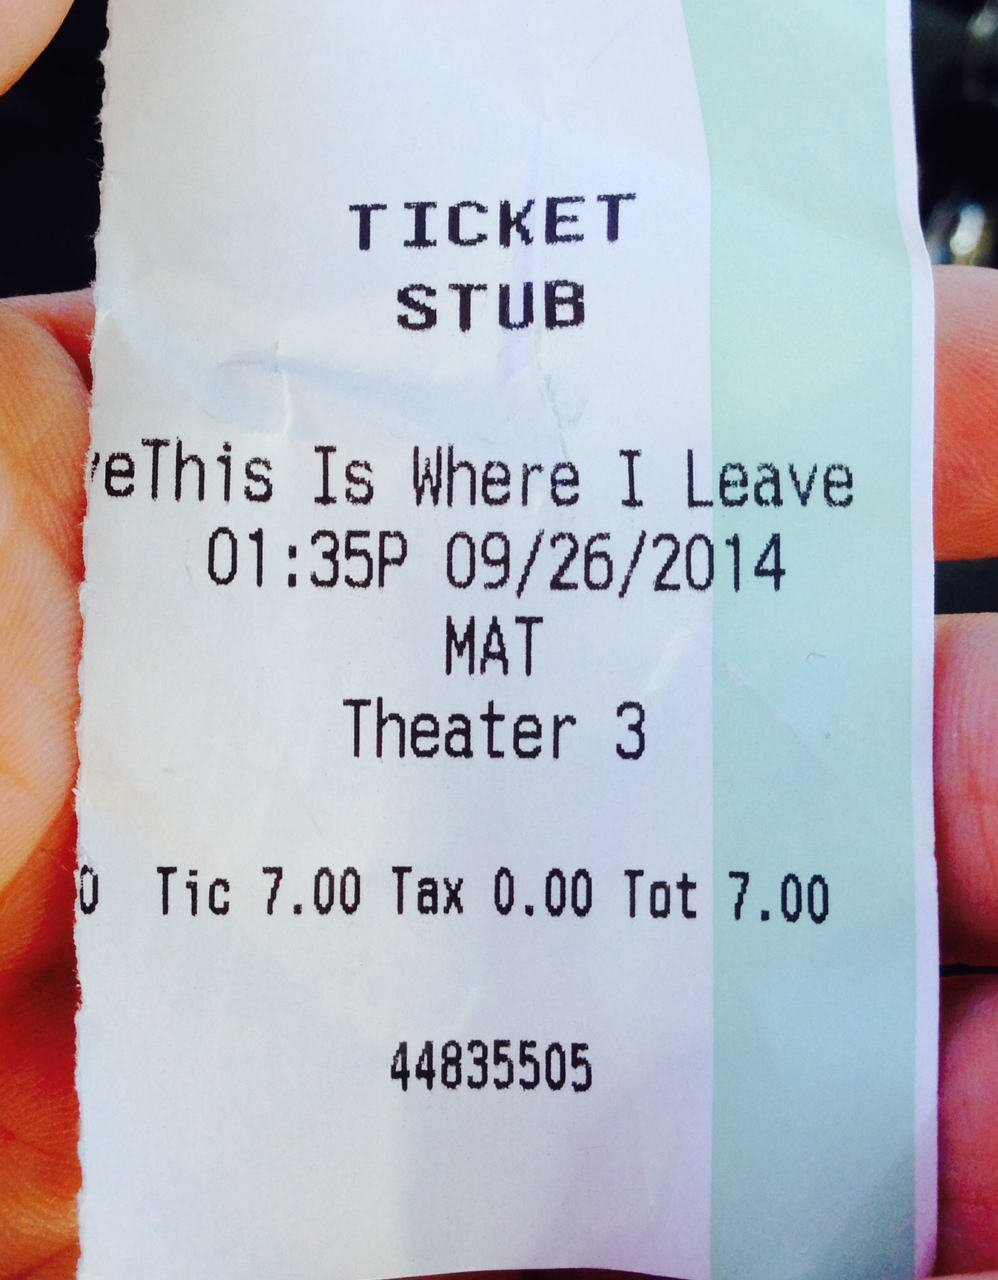 TICKET
STUB
veThis Is Where I Leave
01:35P 09/26/2014
MAT
Theater 3
0 Tic 7.00 Tax 0.00 Tot 7.00
44835505